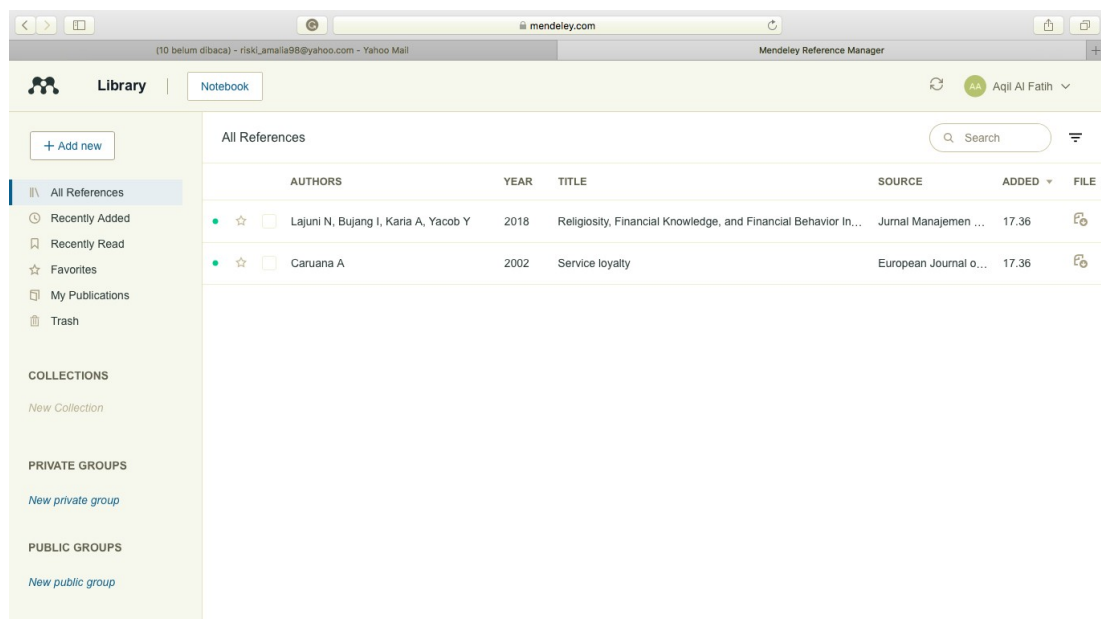 mendeley.com
(10 belum dibaca) - riski_amalia98@yahoo.com - Yahoo Mail
Mendeley Reference Manager
Library
Notebook
AA
Aqil Al Fatih
+ Add new
All References
Search
AUTHORS YEAR TITLE SOURCE ADDED FILE
All References
Recently Added
Recently Read
Favorites
My Publications
Trash
Lajuni N, Bujang I, Karia A, Yacob Y 2018 Religiosity, Financial Knowledge, and Financial Behavior In... Jurnal Manajemen ... 17.36
Caruana A 2002 Service loyalty European Journal o... 17.36
COLLECTIONS
New Collection
PRIVATE GROUPS
New private group
PUBLIC GROUPS
New public group